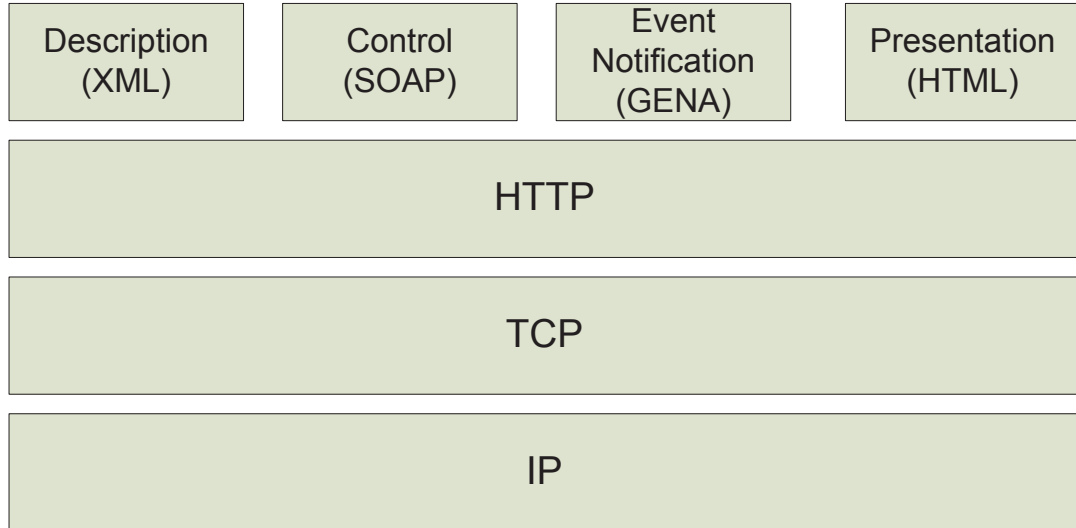 Description
(XML)
Control
(SOAP)
Event
Notification
(GENA)
Presentation
(HTML)
HTTP
TCP
IP